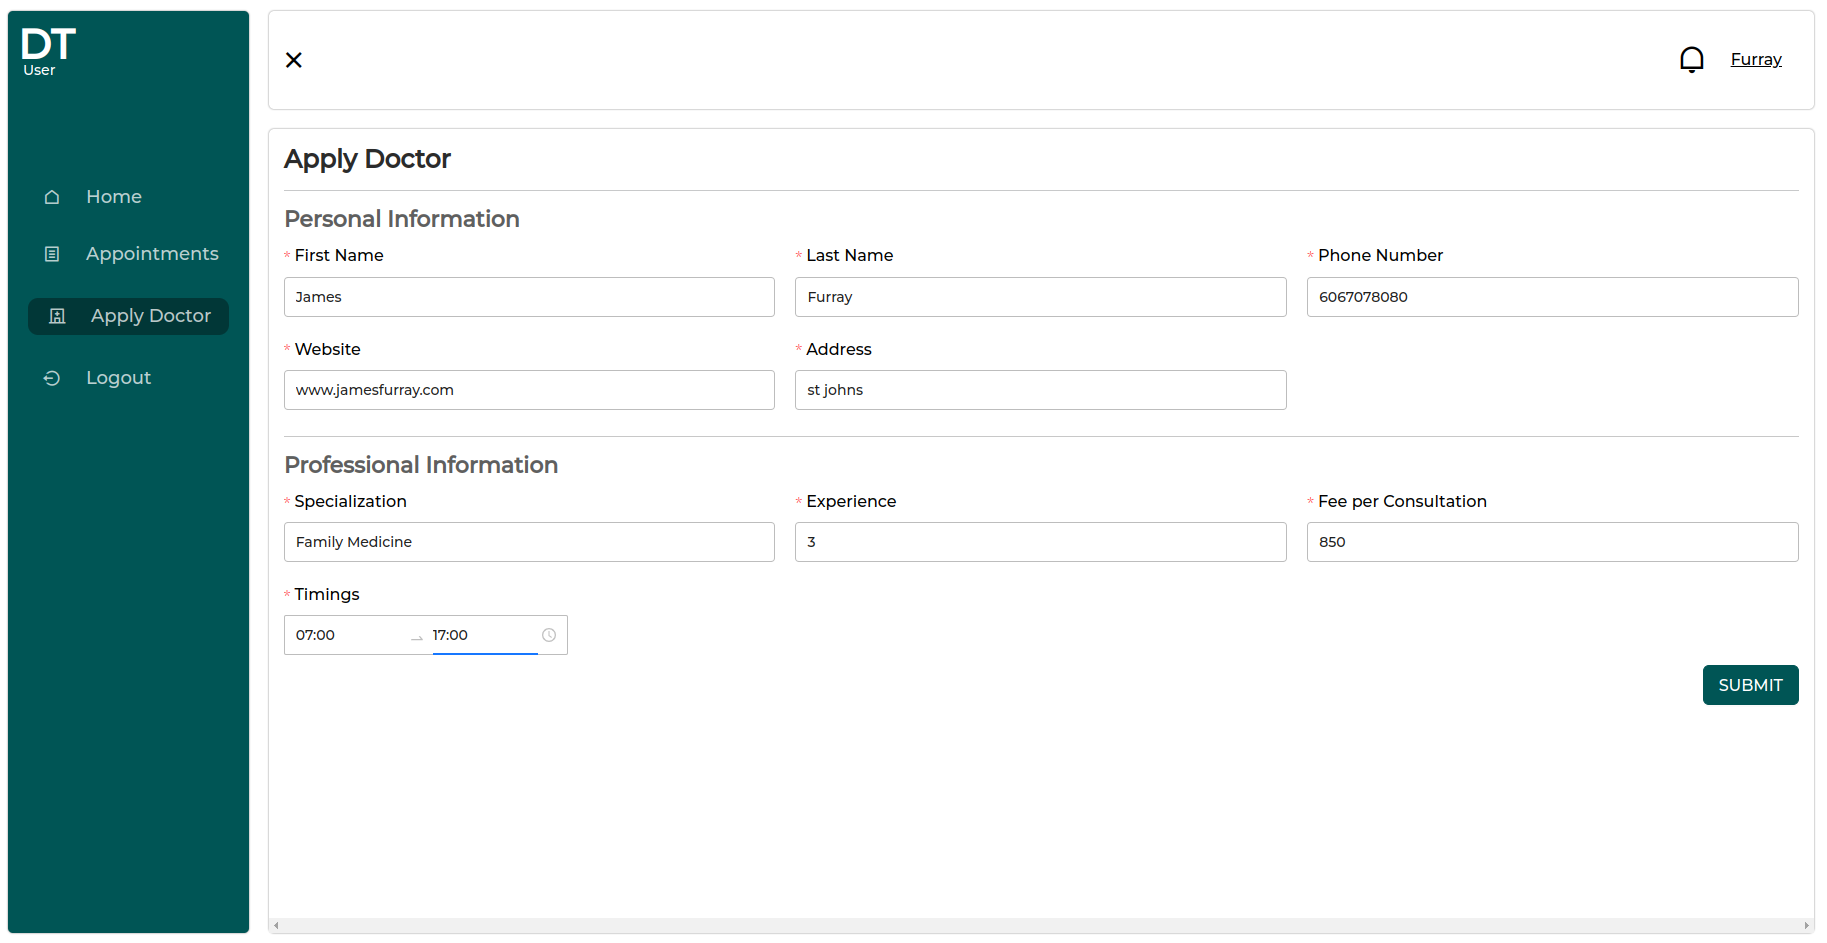 DT
User
Home
Appointments
Apply Doctor
Logout
Furray
Apply Doctor
Personal Information
* First Name
* Last Name
* Phone Number
James
Furray
6067078080
* Website
* Address
www.jamesfurray.com
st johns
Professional Information
* Specialization
* Experience
* Fee per Consultation
Family Medicine
3
850
* Timings
07:00
17:00
SUBMIT